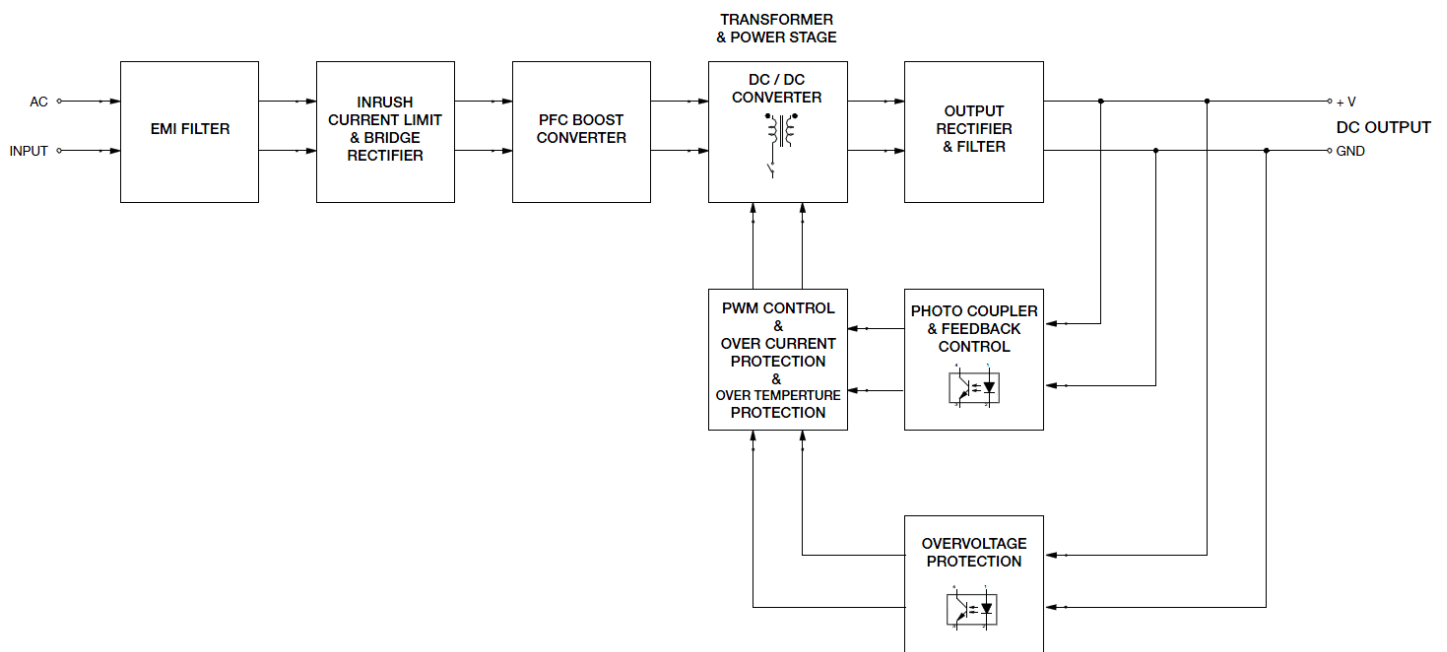 TRANSFORMER
& POWER STAGE
AC
INPUT
EMI FILTER
INRUSH
CURRENT LIMIT
& BRIDGE
RECTIFIER
PFC BOOST
CONVERTER
DC / DC
CONVERTER
OUTPUT
RECTIFIER
& FILTER
+ V
DC OUTPUT
GND
PWM CONTROL
&
OVER CURRENT
PROTECTION
&
OVER TEMPERTURE
PROTECTION
PHOTO COUPLER
& FEEDBACK
CONTROL
OVERVOLTAGE
PROTECTION